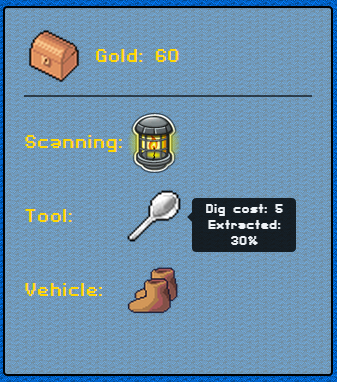 Gold: 60
Scanning:
Tool:
Dig cost: 5
Extracted:
30%
Vehicle: